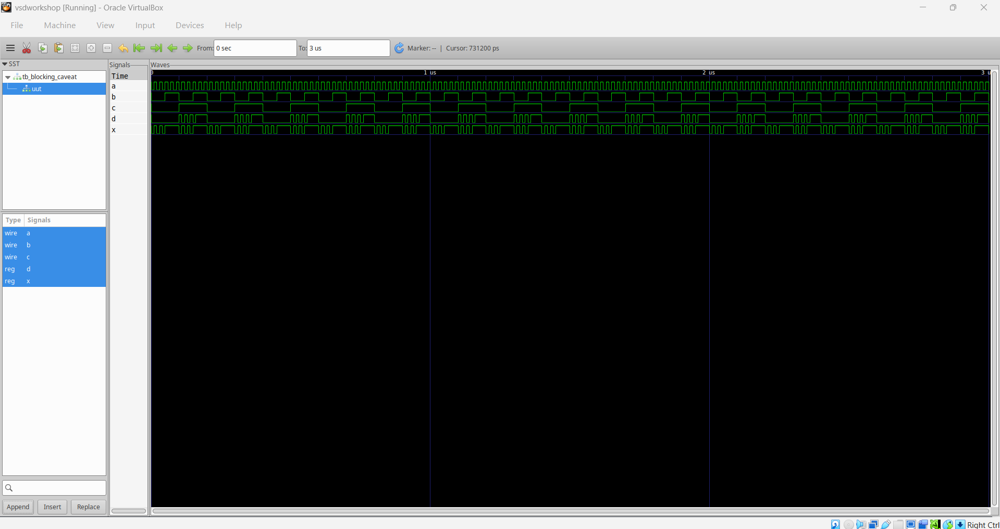 vsdworkshop [Running] - Oracle VirtualBox
File Machine View Input Devices Help
From: 0 sec To: 3 us Marker: -- | Cursor: 731200 ps
SST
tb_blocking_caveat
uut
Type Signals
wire a
wire b
wire c
reg d
reg x
Append Insert Replace
Signals
Time
a
b
c
d
x
Waves
0 1 us 2 us 3 u
Right Ctrl